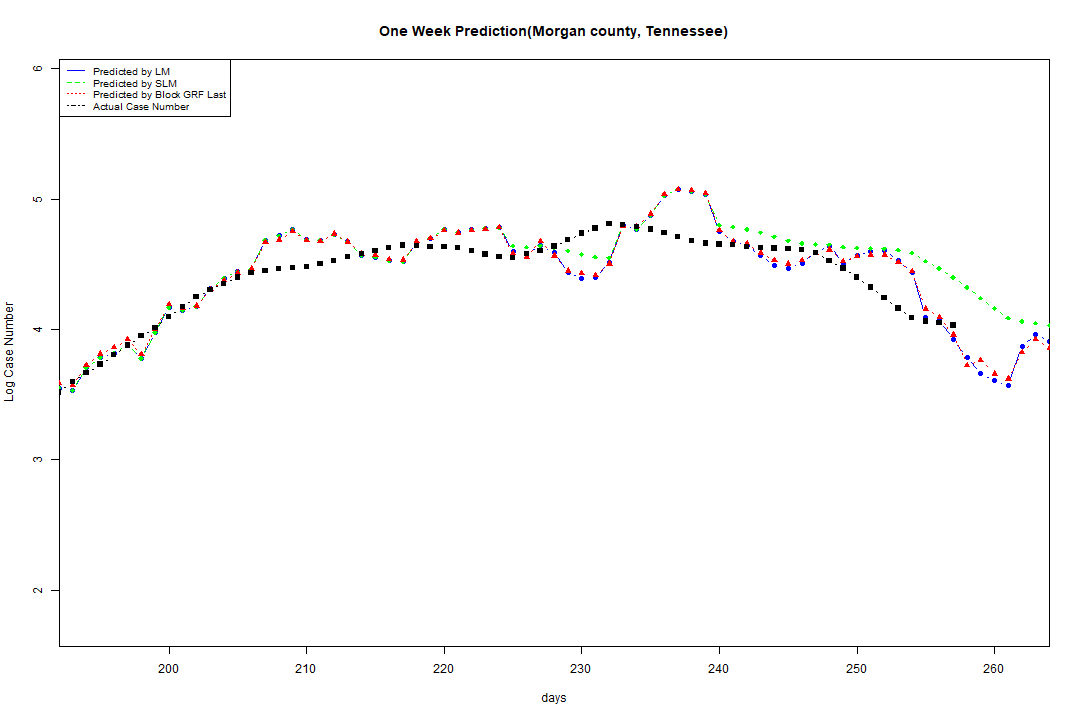 One Week Prediction(Morgan county, Tennessee)
Predicted by LM
Predicted by SLM
Predicted by Block GRF Last
Actual Case Number
6
5
4
3
2
Log Case Number
200 210 220 230 240 250 260
days